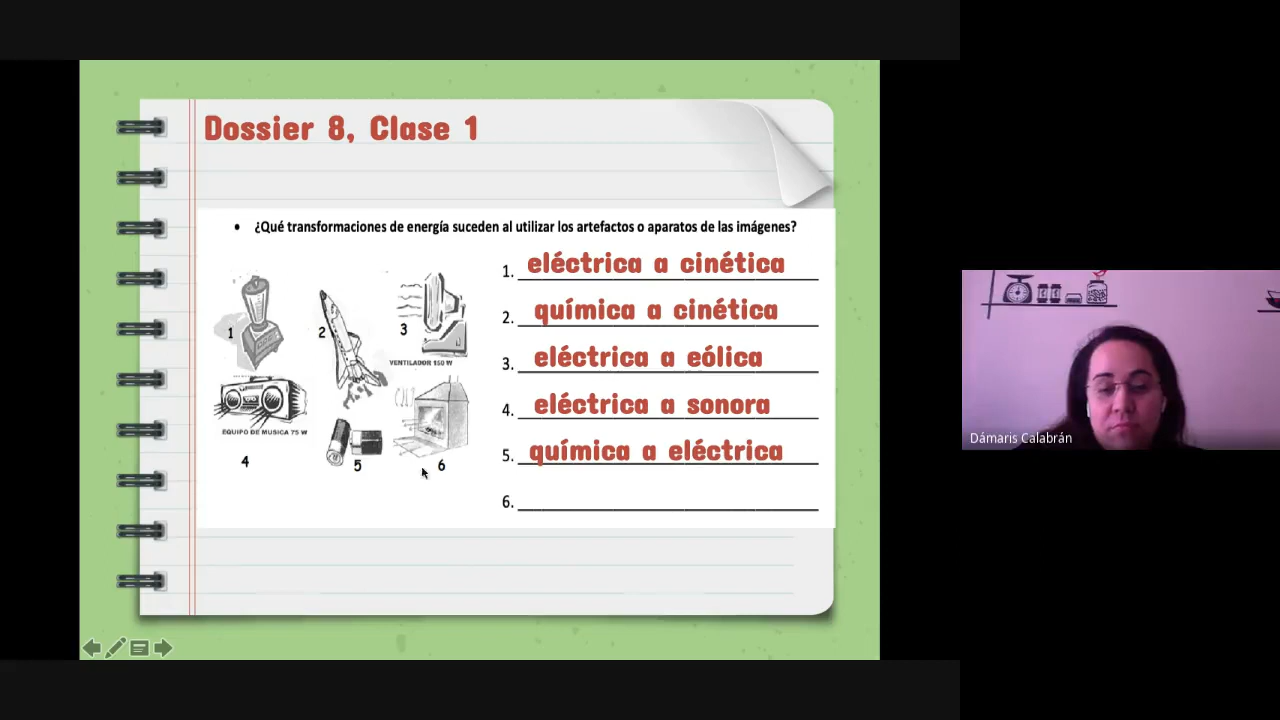 Dossier 8, Clase 1
• ¿Qué transformaciones de energía suceden al utilizar los artefactos o aparatos de las imágenes?
1
2
3
VENTILADOR 150 W
EQUIPO DE MUSICA 75 W
4
5
6
1. eléctrica a cinética
2. química a cinética
3. eléctrica a eólica
4. eléctrica a sonora
5. química a eléctrica
6.
Dámaris Calabrán